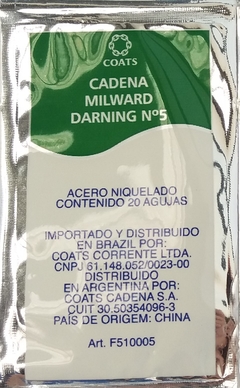 COATS
CADENA
MILWARD
DARNING Nº5
ACERO NIQUELADO
CONTENIDO 20 AGUJAS
IMPORTADO Y DISTRIBUIDO
EN BRAZIL POR:
COATS CORRENTE LTDA.
CNPJ 61.148.052/0023-00
DISTRIBUIDO
EN ARGENTINA POR:
COATS CADENA S.A.
CUIT 30.50354096-3
PAIS DE ORIGEM: CHINA
Art. F510005